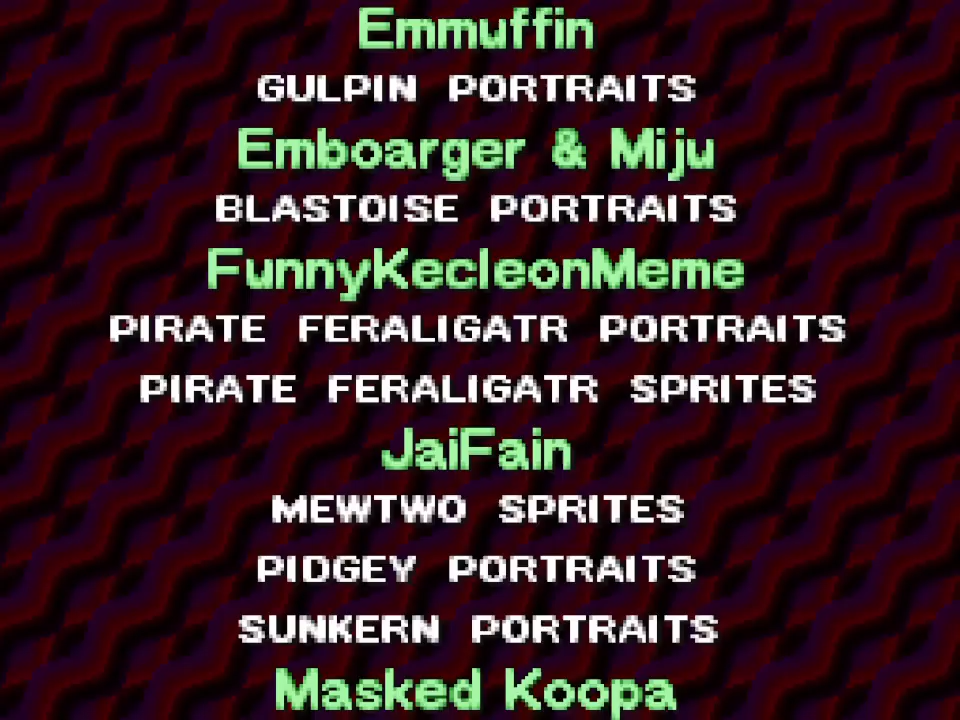 Emmuffin
GULPIN PORTRAITS
Emboarger & Miju
BLASTOISE PORTRAITS
FunnyKecleonMeme
PIRATE FERALIGATR PORTRAITS
PIRATE FERALIGATR SPRITES
JaiFain
MEWTWO SPRITES
PIDGEY PORTRAITS
SUNKERN PORTRAITS
Masked Koopa